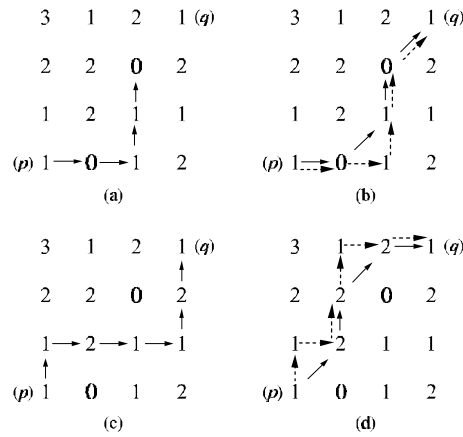 3 1 2 1 (q) 3 1 2 1 (q)
2 2 0 2 2 2 0 2
1 2 1 1 1 2 1 1
(p) 1 0 1 2 (p) 1 0 1 2
(a) (b)
3 1 2 1 (q) 3 1 2 1 (q)
2 2 0 2 2 2 0 2
1 2 1 1 1 2 1 1
(p) 1 0 1 2 (p) 1 0 1 2
(c) (d)